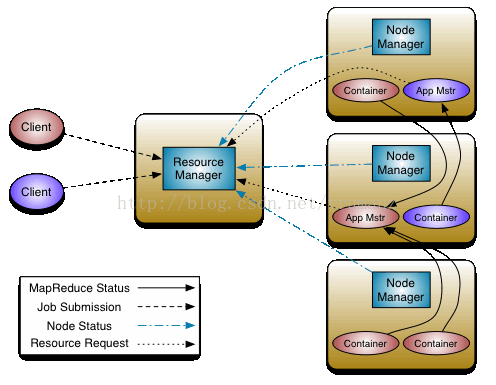 Node
Manager
Container
App Mstr
Client
Client
Resource
Manager
Node
Manager
App Mstr
Container
Node
Manager
Container
Container
MapReduce Status
Job Submission
Node Status
Resource Request